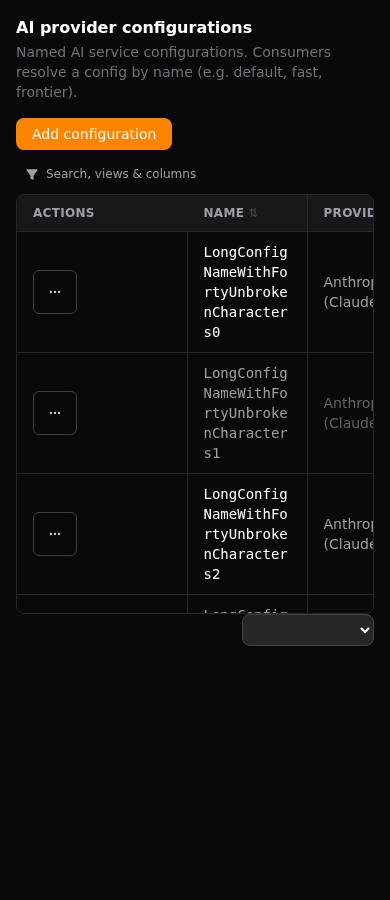 AI provider configurations
Named AI service configurations. Consumers
resolve a config by name (e.g. default, fast,
frontier).
Add configuration
Search, views & columns
ACTIONS NAME ⇅ PROVID
LongConfig
NameWithFo
rtyUnbroke
nCharacter
s0
... Anthrop
(Claude
LongConfig
NameWithFo
rtyUnbroke
nCharacter
s1
... Anthrop
(Claude
LongConfig
NameWithFo
rtyUnbroke
nCharacter
s2
... Anthrop
(Claude
LongConfig